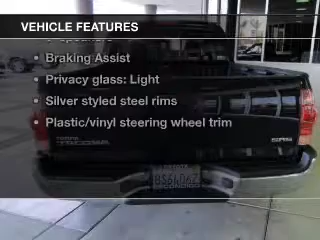 VEHICLE FEATURES
• Braking Assist
• Privacy glass: Light
• Silver styled steel rims
• Plastic/vinyl steering wheel trim
TACOMA